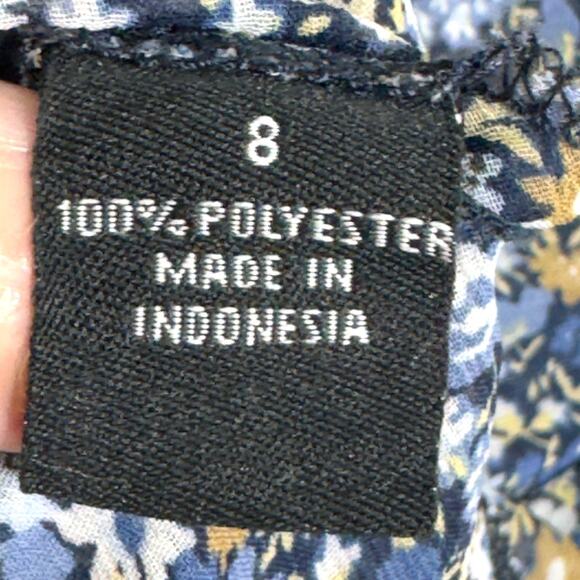 8
100% POLYESTER
MADE IN
INDONESIA